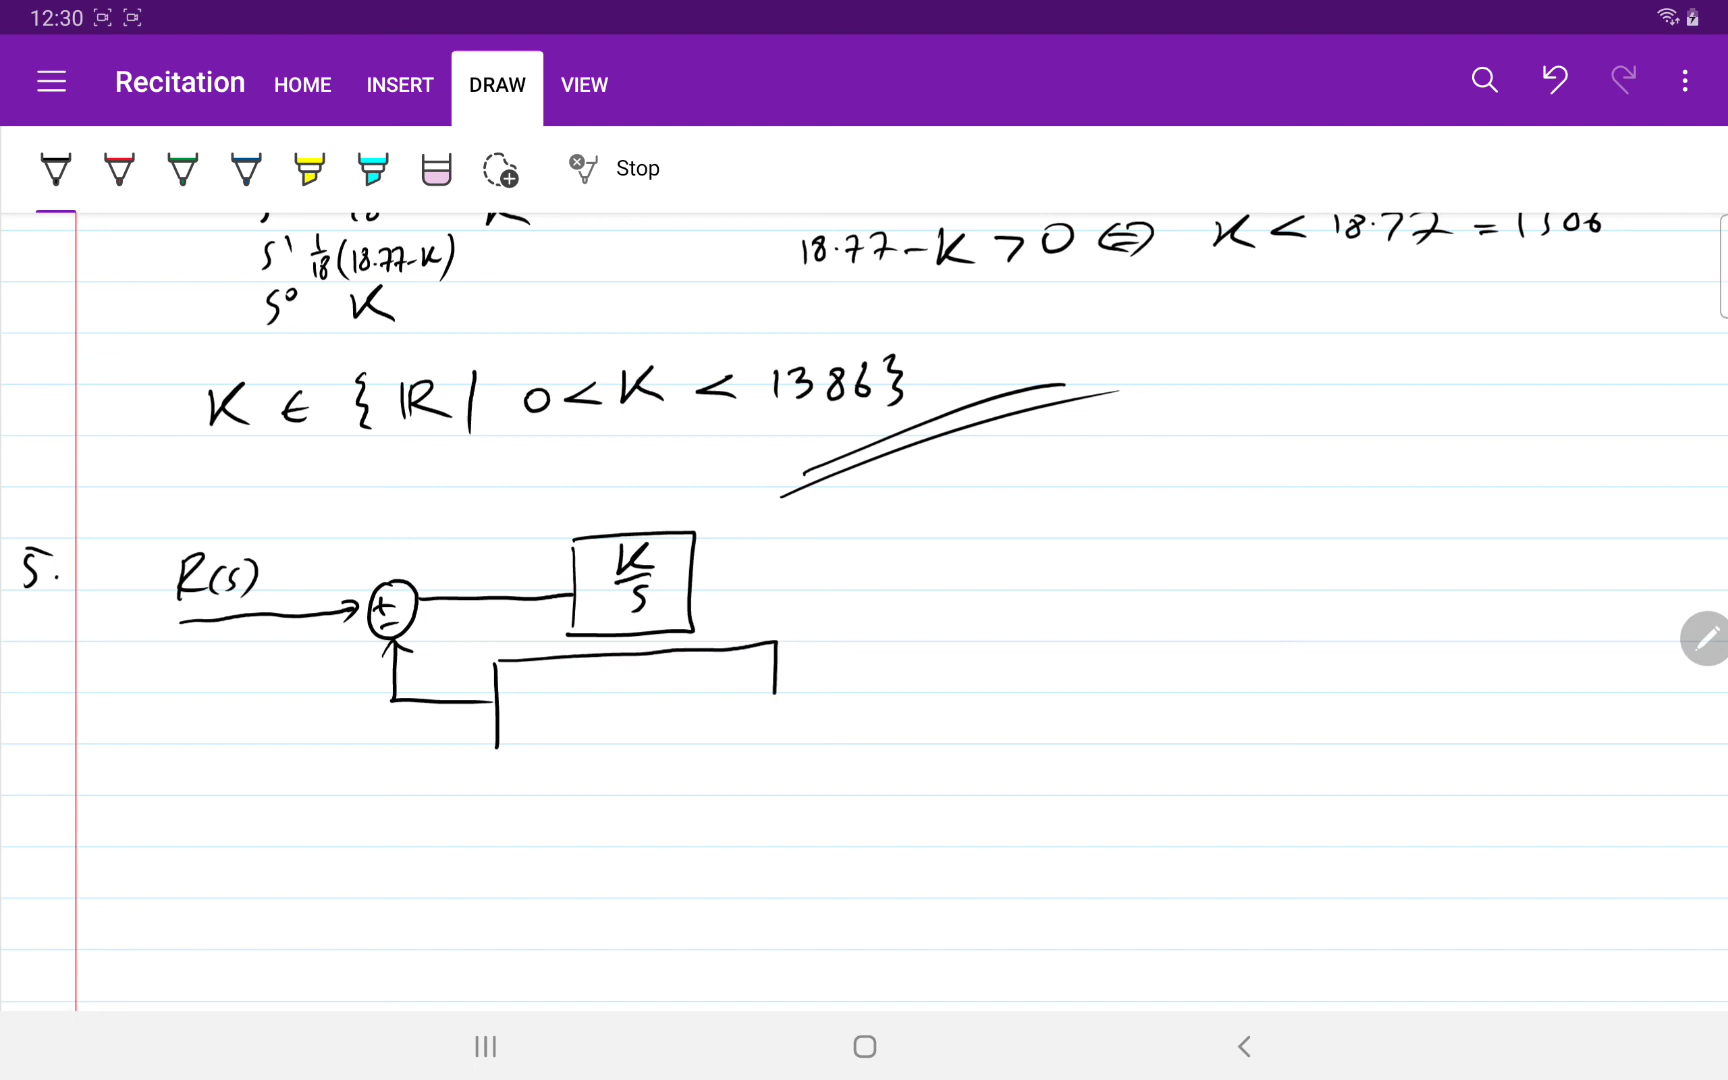 12:30
Recitation HOME INSERT DRAW VIEW
Stop
K
s¹ 1/18 (18.77-K)
18.77-K > 0 ⇔ K < 18.77 = 1386
s⁰ K
K ∈ {ℝ | 0 < K < 1386}
5. R(s)
+
-
K/s